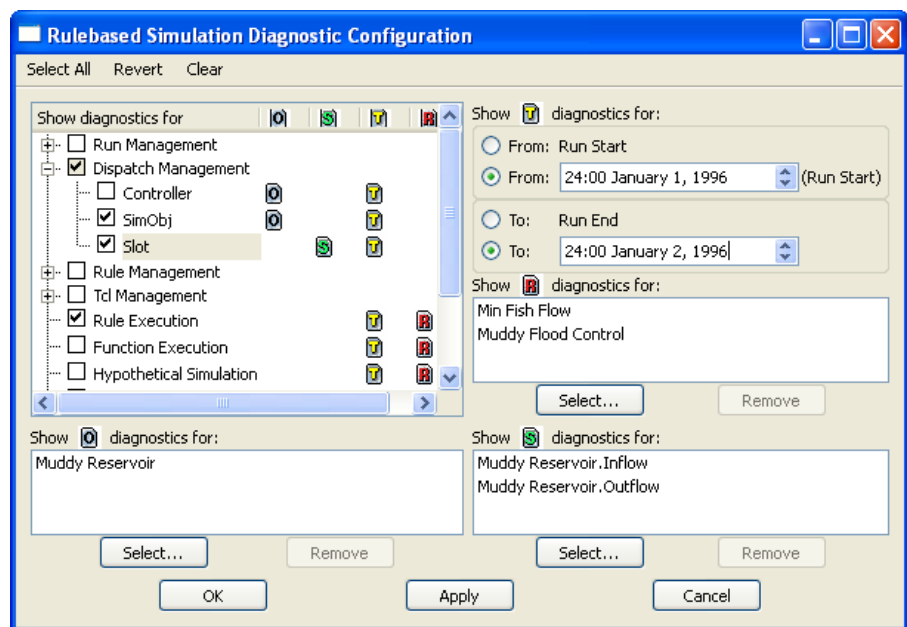 Rulebased Simulation Diagnostic Configuration
Select All Revert Clear
Show diagnostics for O S T R
Run Management
Dispatch Management
Controller O T
SimObj O T
Slot S T
Rule Management
Tcl Management
Rule Execution T R
Function Execution T R
Hypothetical Simulation T R
Show T diagnostics for:
From: Run Start
From: 24:00 January 1, 1996 (Run Start)
To: Run End
To: 24:00 January 2, 1996
Show R diagnostics for:
Min Fish Flow
Muddy Flood Control
Select... Remove
Show O diagnostics for:
Muddy Reservoir
Select... Remove
Show S diagnostics for:
Muddy Reservoir.Inflow
Muddy Reservoir.Outflow
Select... Remove
OK Apply Cancel